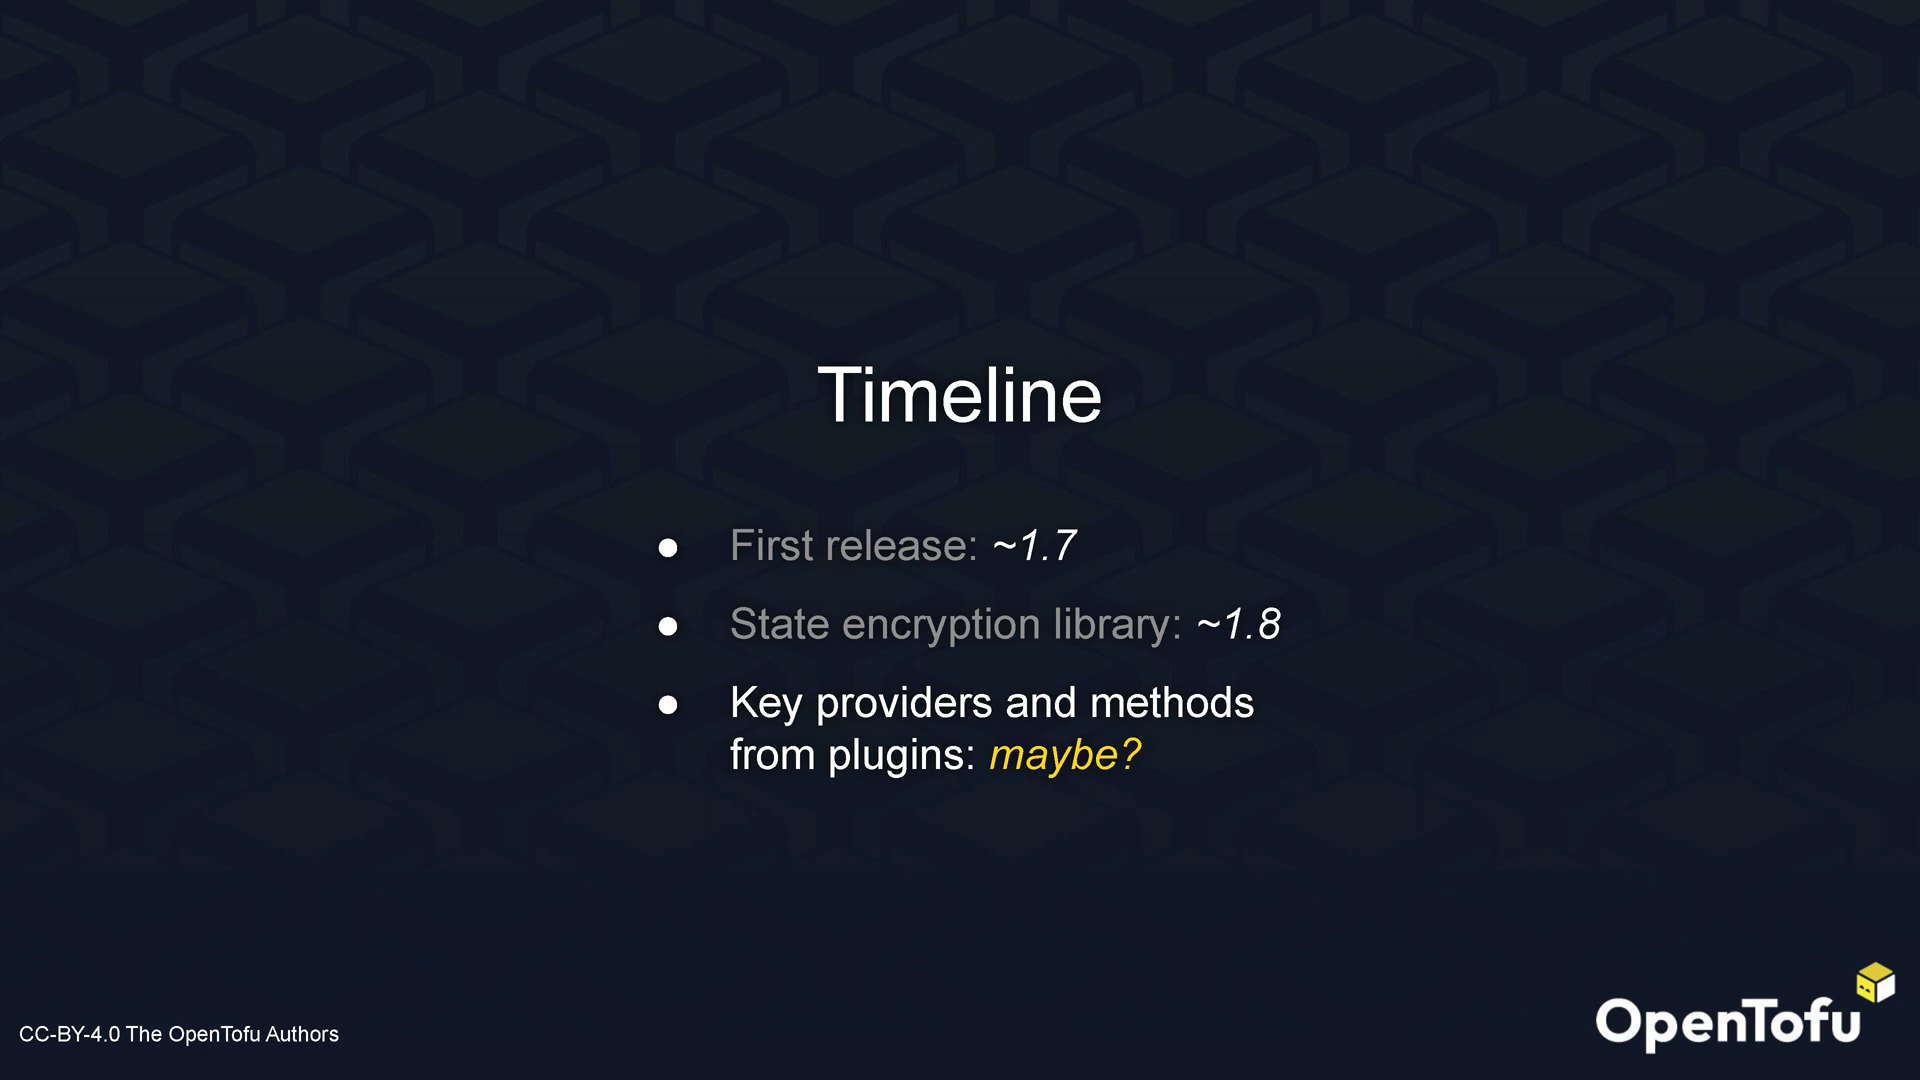 Timeline
● First release: ~1.7
● State encryption library: ~1.8
● Key providers and methods
from plugins: maybe?
CC-BY-4.0 The OpenTofu Authors
OpenTofu